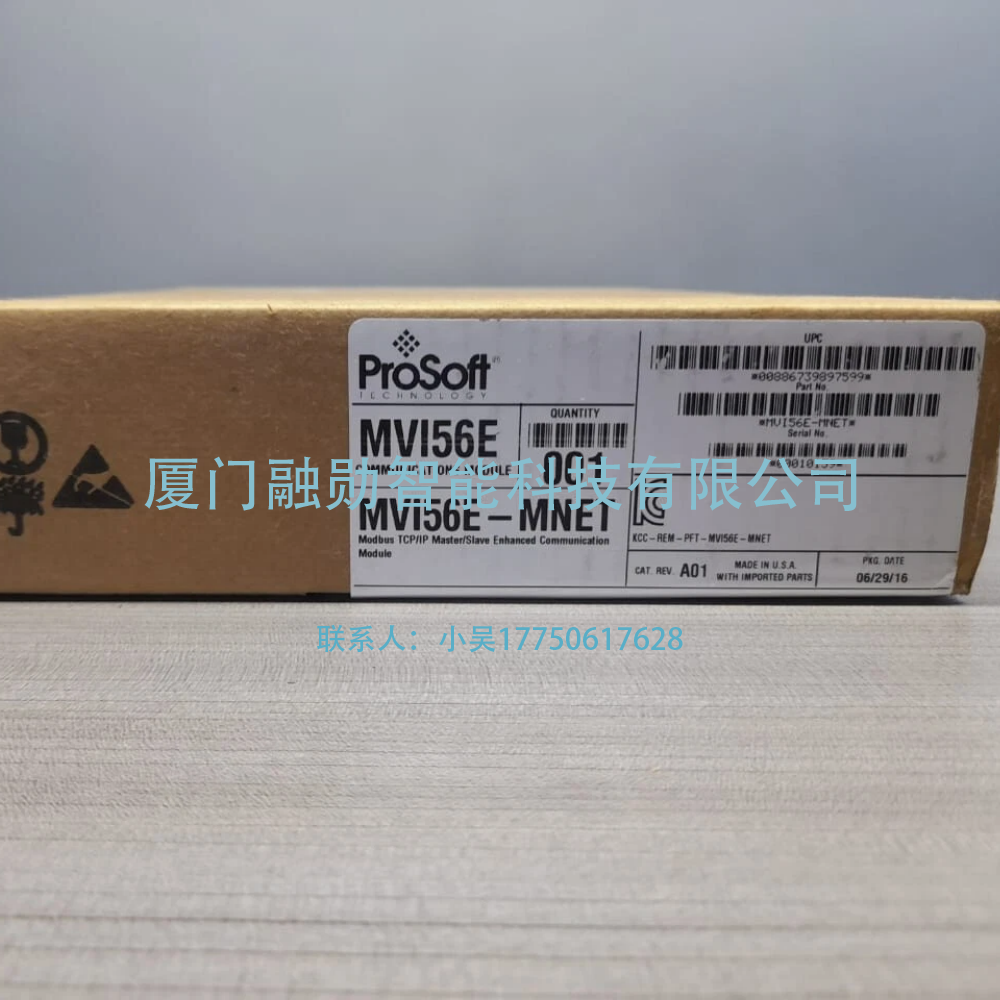 ProSoft
TECHNOLOGY
MVI56E
COMMUNICATION MODULE
QUANTITY
001
MVI56E-MNET
Modbus TCP/IP Master/Slave Enhanced Communication
Module
UPC
*00886739897599*
Part No.
*MVI56E-MNET*
Serial No.
KCC-REM-PFT-MVI56E-MNET
CAT. REV. A01
MADE IN U.S.A.
WITH IMPORTED PARTS
PKG. DATE
06/29/16
厦门融勋智能科技有限公司
联系人：小吴17750617628